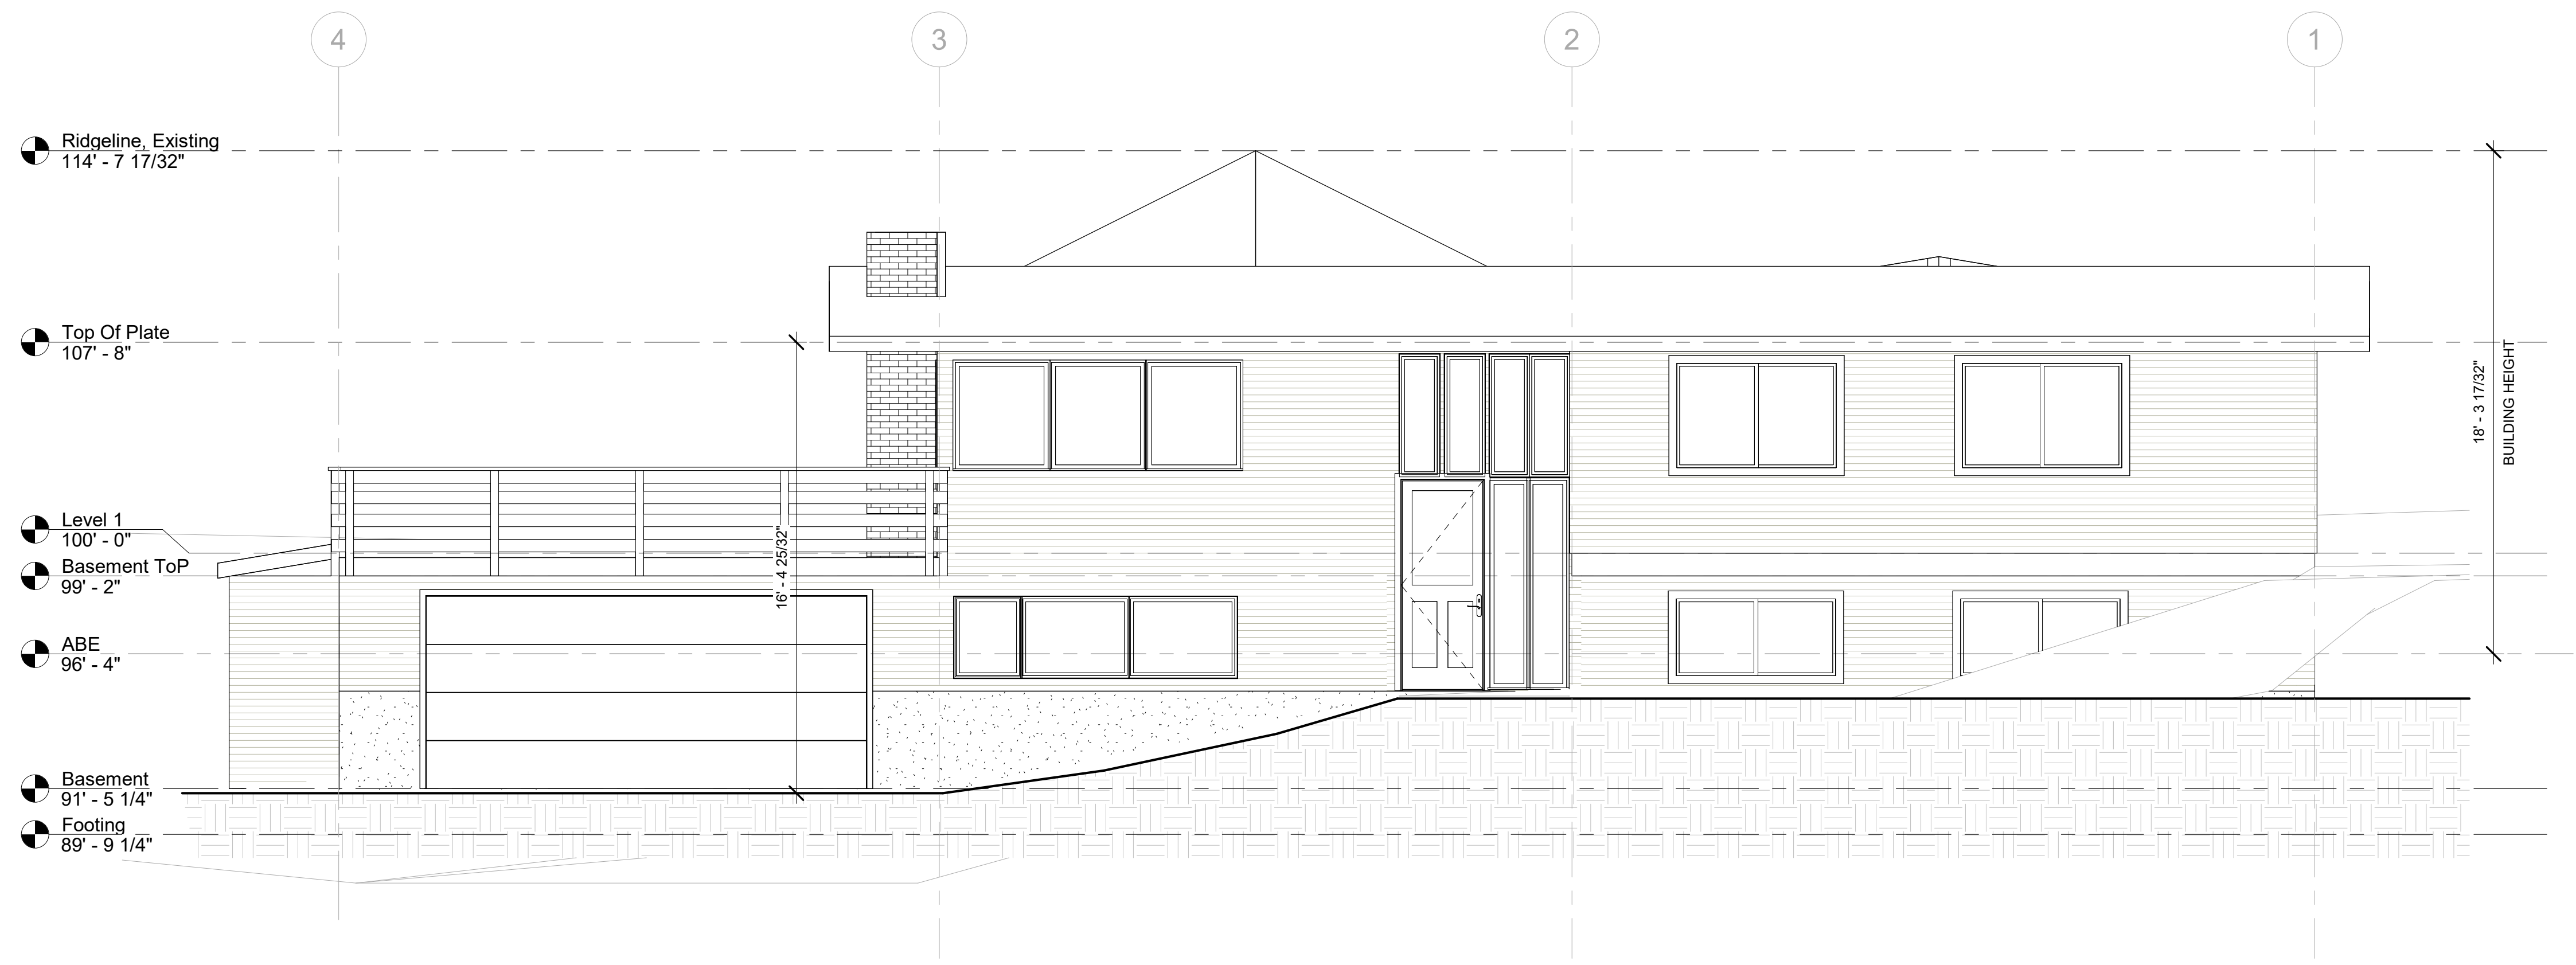 4
3
2
1
Ridgeline, Existing
114' - 7 17/32"
Top Of Plate
107' - 8"
18' - 3 17/32"
BUILDING HEIGHT
Level 1
100' - 0"
16' - 4 25/32"
Basement ToP
99' - 2"
ABE
96' - 4"
Basement
91' - 5 1/4"
Footing
89' - 9 1/4"